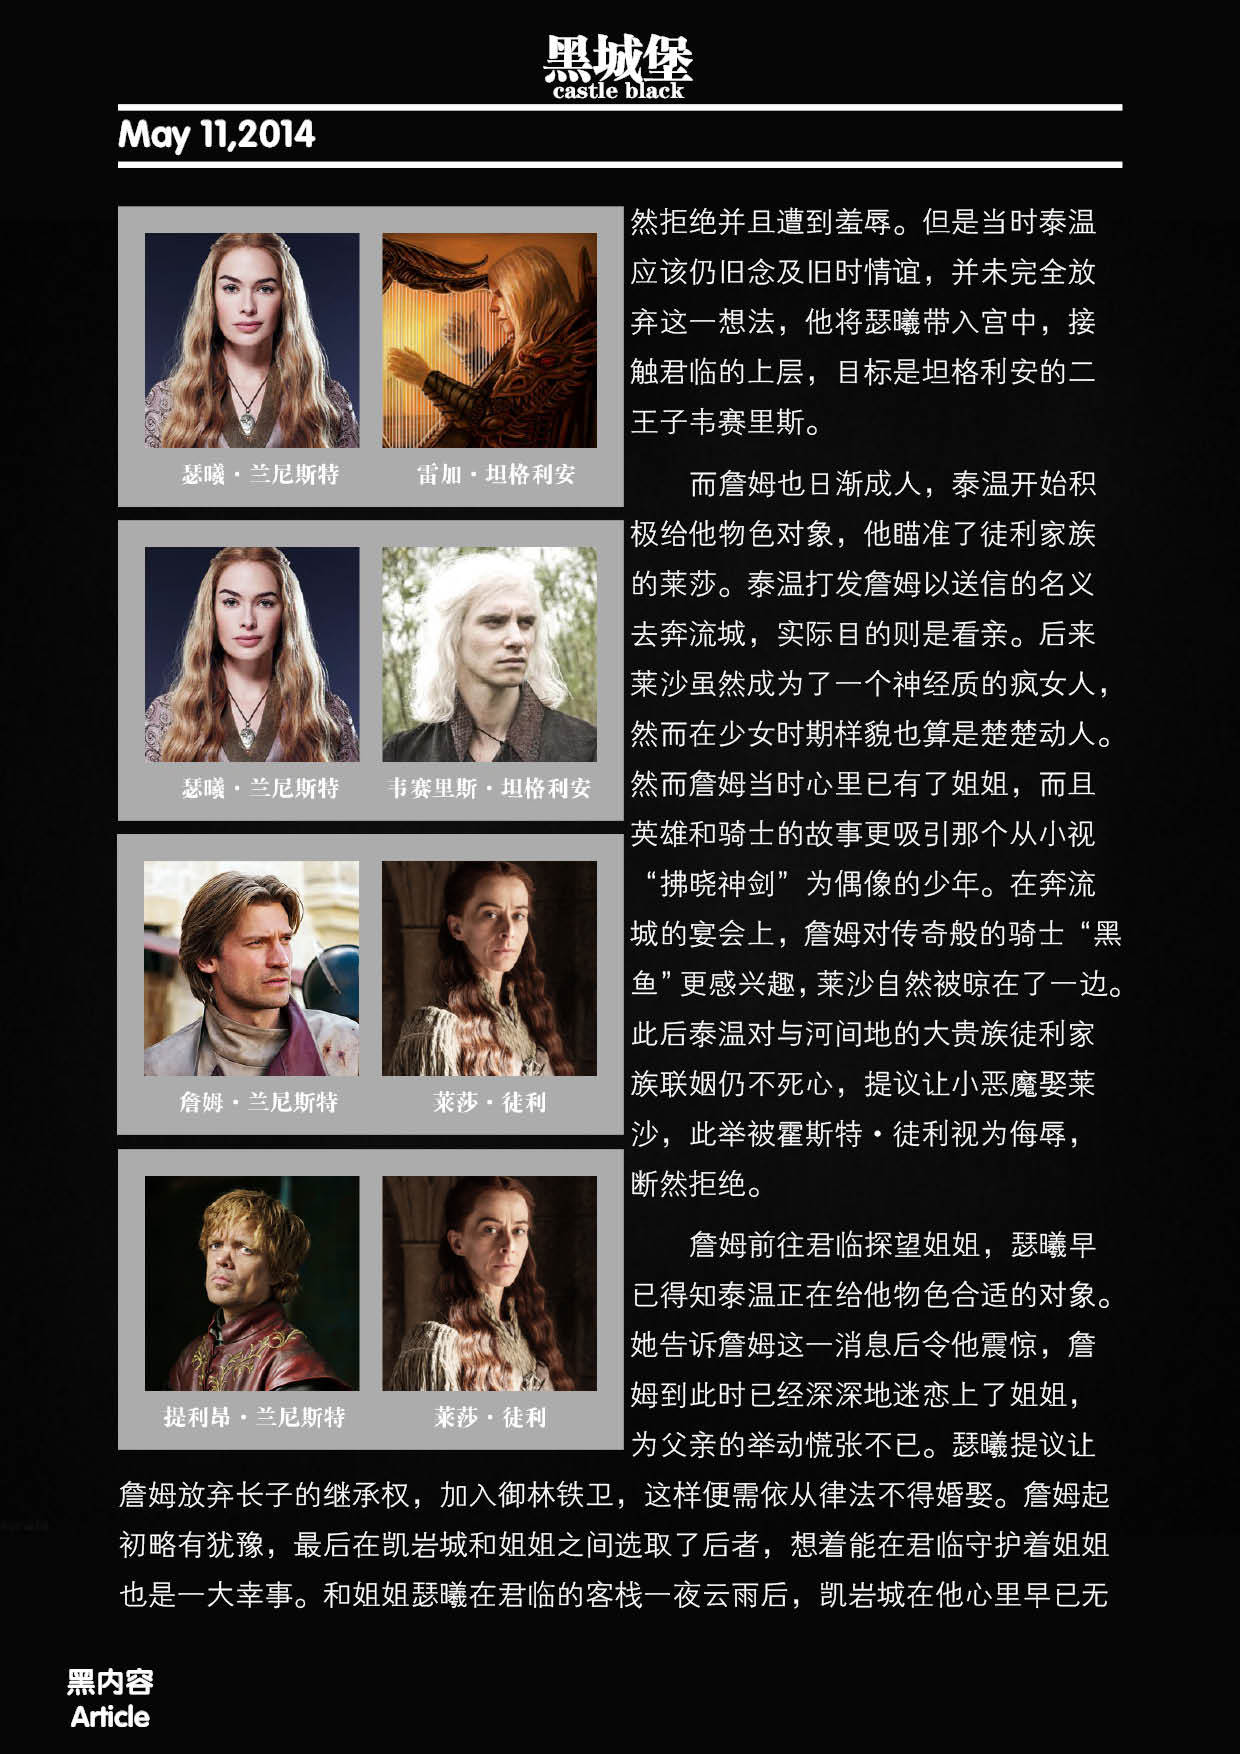 黑城堡
castle black
May 11,2014
瑟曦·兰尼斯特
雷加·坦格利安
瑟曦·兰尼斯特
韦赛里斯·坦格利安
詹姆·兰尼斯特
莱莎·徒利
提利昂·兰尼斯特
莱莎·徒利
然拒绝并且遭到羞辱。但是当时泰温
应该仍旧念及旧时情谊，并未完全放
弃这一想法，他将瑟曦带入宫中，接
触君临的上层，目标是坦格利安的二
王子韦赛里斯。
而詹姆也日渐成人，泰温开始积
极给他物色对象，他瞄准了徒利家族
的莱莎。泰温打发詹姆以送信的名义
去奔流城，实际目的则是看亲。后来
莱沙虽然成为了一个神经质的疯女人，
然而在少女时期样貌也算是楚楚动人。
然而詹姆当时心里已有了姐姐，而且
英雄和骑士的故事更吸引那个从小视
“拂晓神剑”为偶像的少年。在奔流
城的宴会上，詹姆对传奇般的骑士“黑
鱼”更感兴趣，莱沙自然被晾在了一边。
此后泰温对与河间地的大贵族徒利家
族联姻仍不死心，提议让小恶魔娶莱
沙，此举被霍斯特·徒利视为侮辱，
断然拒绝。
詹姆前往君临探望姐姐，瑟曦早
已得知泰温正在给他物色合适的对象。
她告诉詹姆这一消息后令他震惊，詹
姆到此时已经深深地迷恋上了姐姐，
为父亲的举动慌张不已。瑟曦提议让
詹姆放弃长子的继承权，加入御林铁卫，这样便需依从律法不得婚娶。詹姆起
初略有犹豫，最后在凯岩城和姐姐之间选取了后者，想着能在君临守护着姐姐
也是一大幸事。和姐姐瑟曦在君临的客栈一夜云雨后，凯岩城在他心里早已无
黑内容
Article